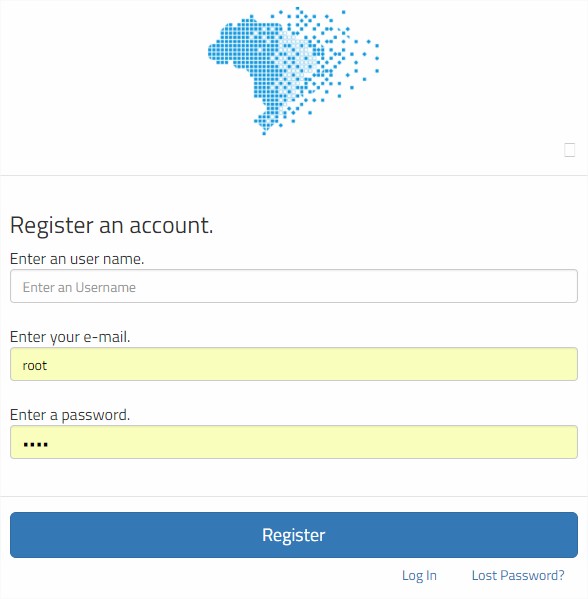 Register an account.
Enter an user name.
Enter an Username
Enter your e-mail.
root
Enter a password.
••••
Register
Log In Lost Password?